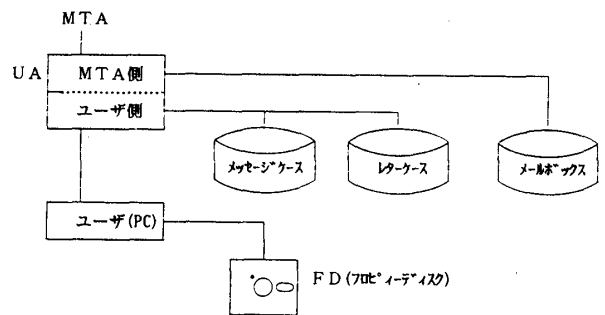 MTA
UA
MTA側
ユーザ側
メッセージケース
レターケース
メールボックス
ユーザ(PC)
FD(フロピィーディスク)